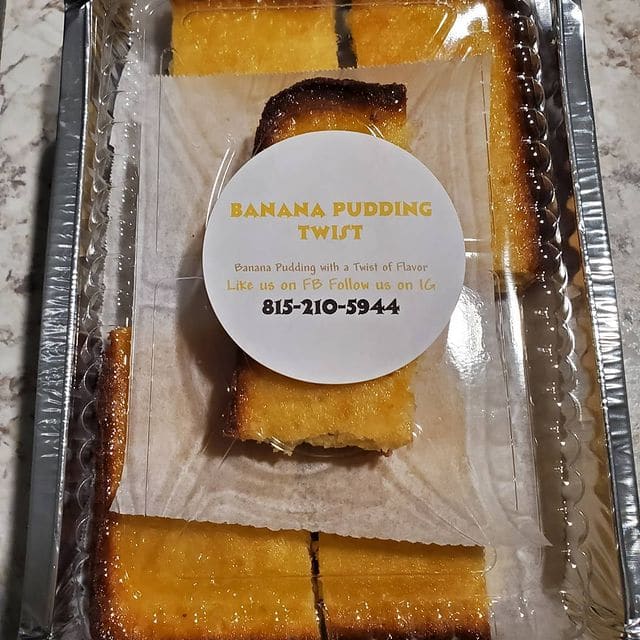 BANANA PUDDING
TWIST
Banana Pudding with a Twist of Flavor
Like us on FB Follow us on IG
815-210-5944